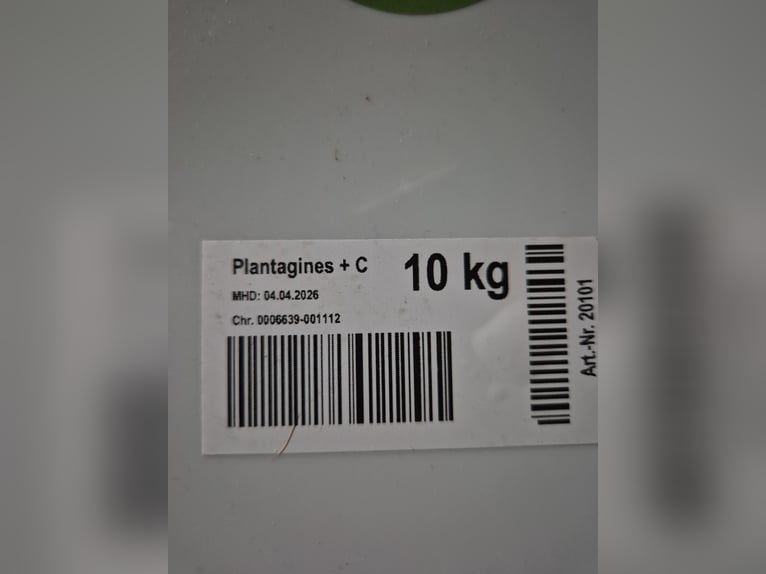 Plantagines + C
10 kg
MHD: 04.04.2026
Chr. 0006639-001112
Art.-Nr. 20101